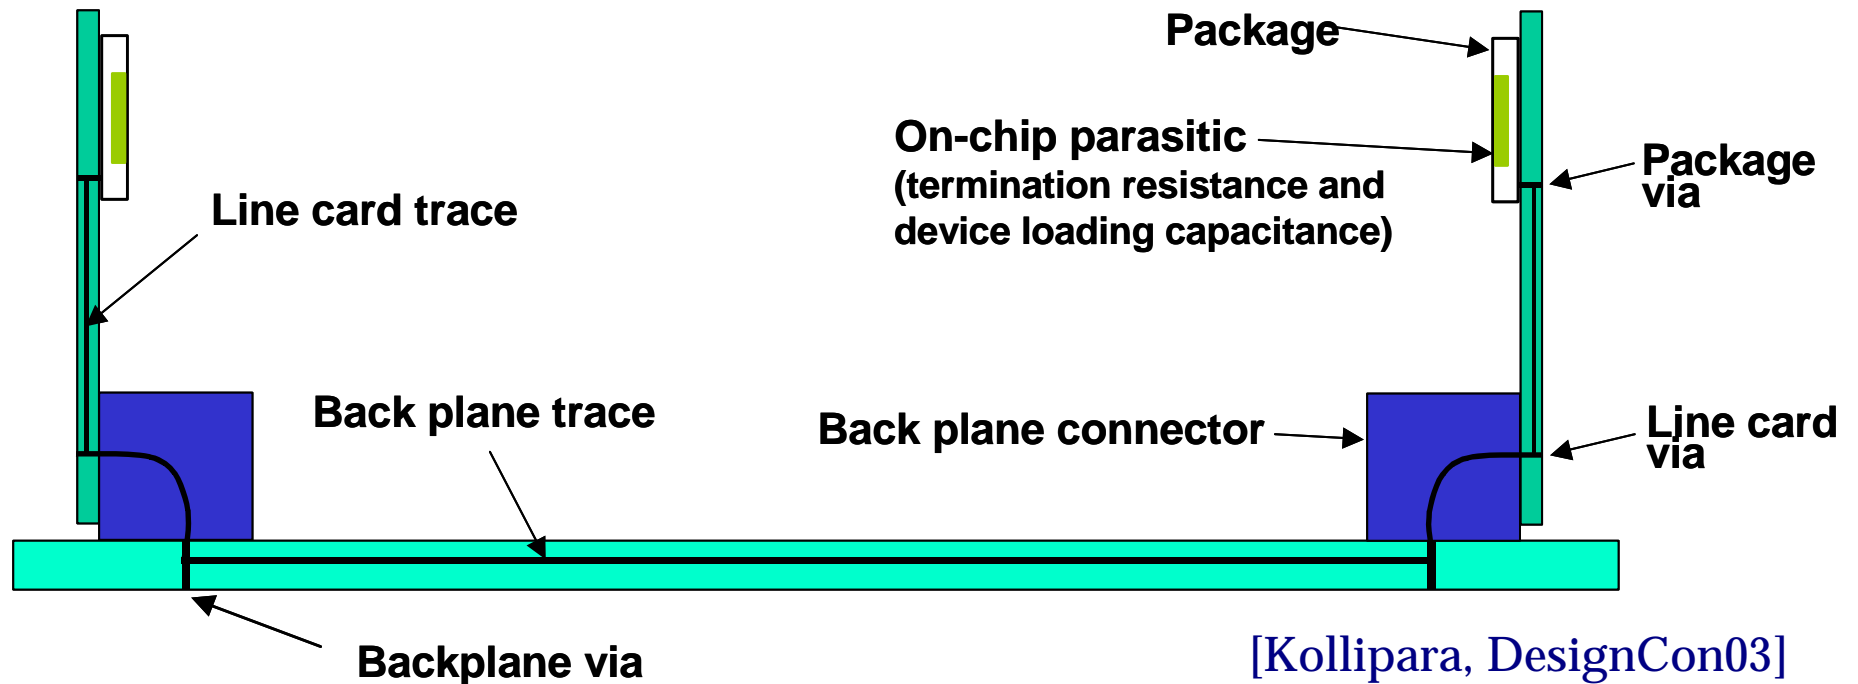 Package
On-chip parasitic
(termination resistance and
device loading capacitance)
Package
via
Line card trace
Back plane trace
Back plane connector
Line card
via
Backplane via
[Kollipara, DesignCon03]